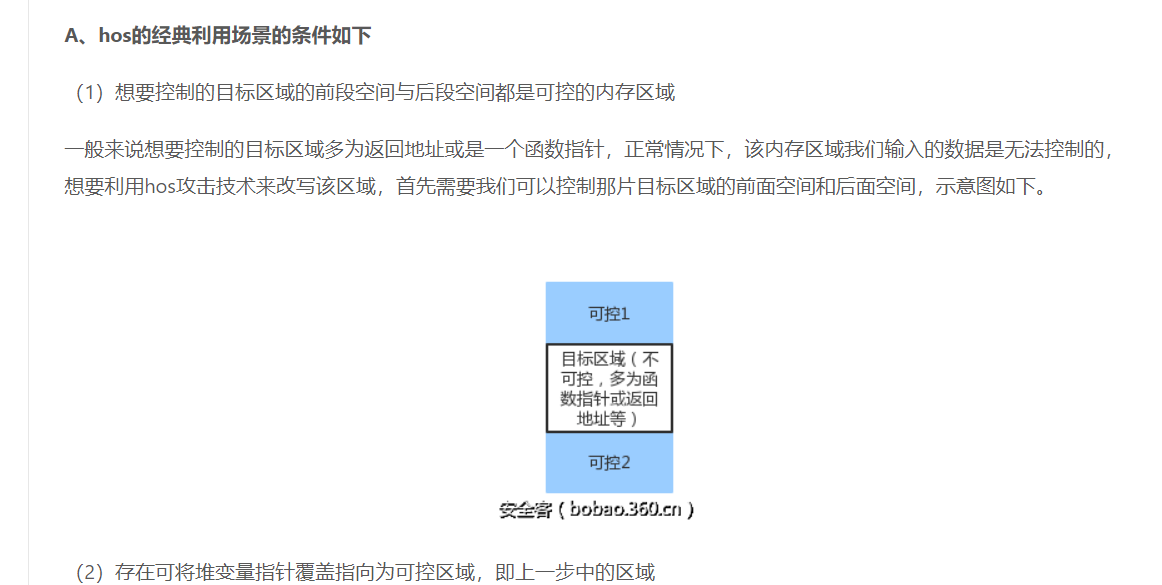 A、hos的经典利用场景的条件如下
（1）想要控制的目标区域的前段空间与后段空间都是可控的内存区域
一般来说想要控制的目标区域多为返回地址或是一个函数指针，正常情况下，该内存区域我们输入的数据是无法控制的，
想要利用hos攻击技术来改写该区域，首先需要我们可以控制那片目标区域的前面空间和后面空间，示意图如下。
可控1
目标区域（不
可控，多为函
数指针或返回
地址等）
可控2
安全客（bobao.360.cn）
（2）存在可将堆变量指针覆盖指向为可控区域，即上一步中的区域